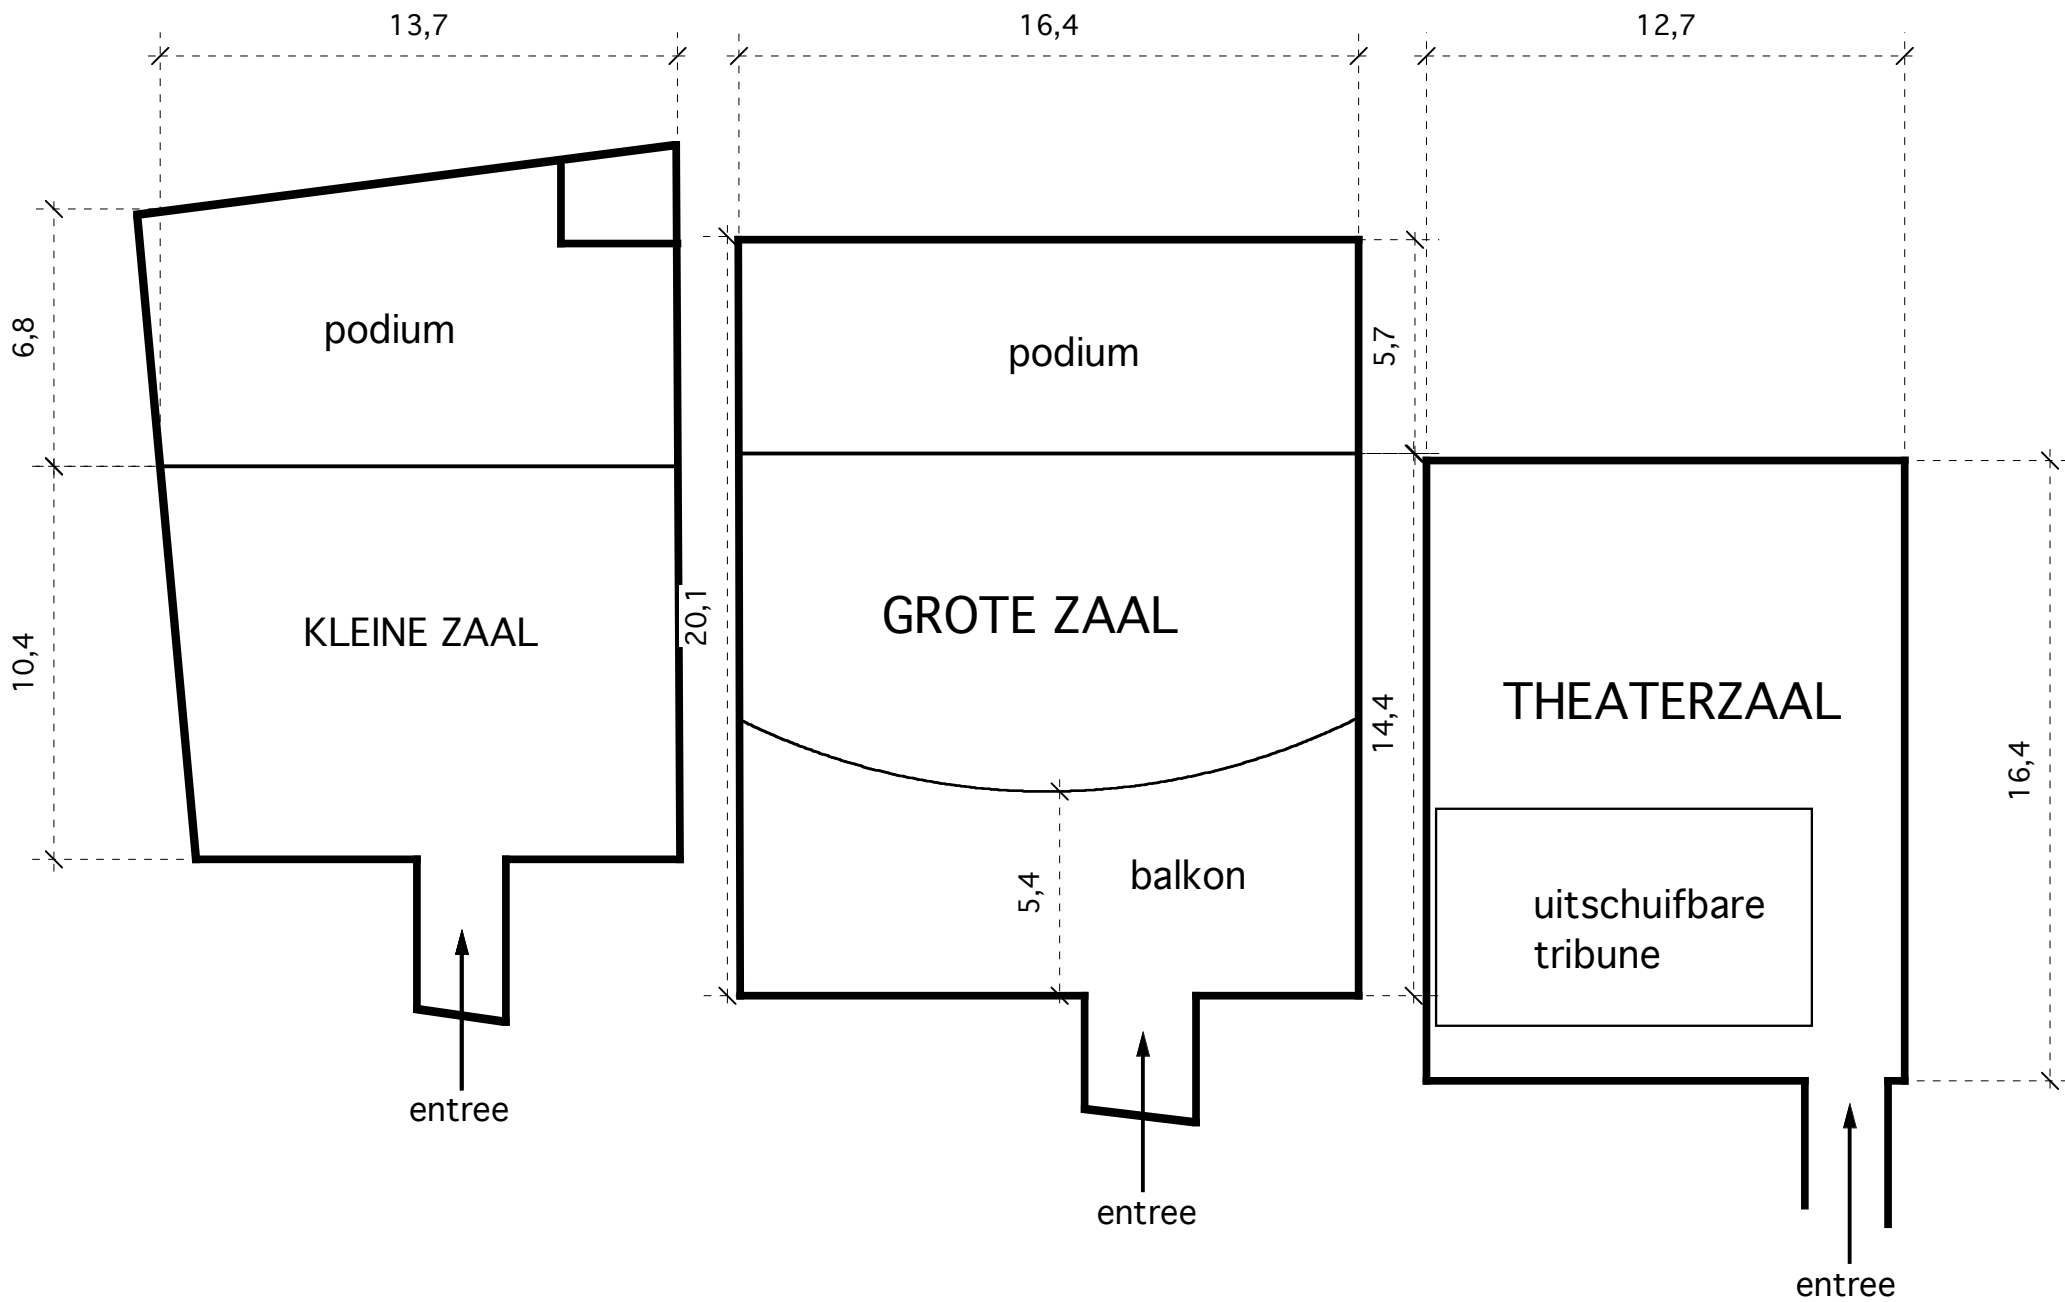 13,7
16,4
12,7
6,8
podium
podium
5,7
10,4
KLEINE ZAAL
20,1
GROTE ZAAL
14,4
THEATERZAAL
16,4
5,4
balkon
uitschuifbare
tribune
entree
entree
entree